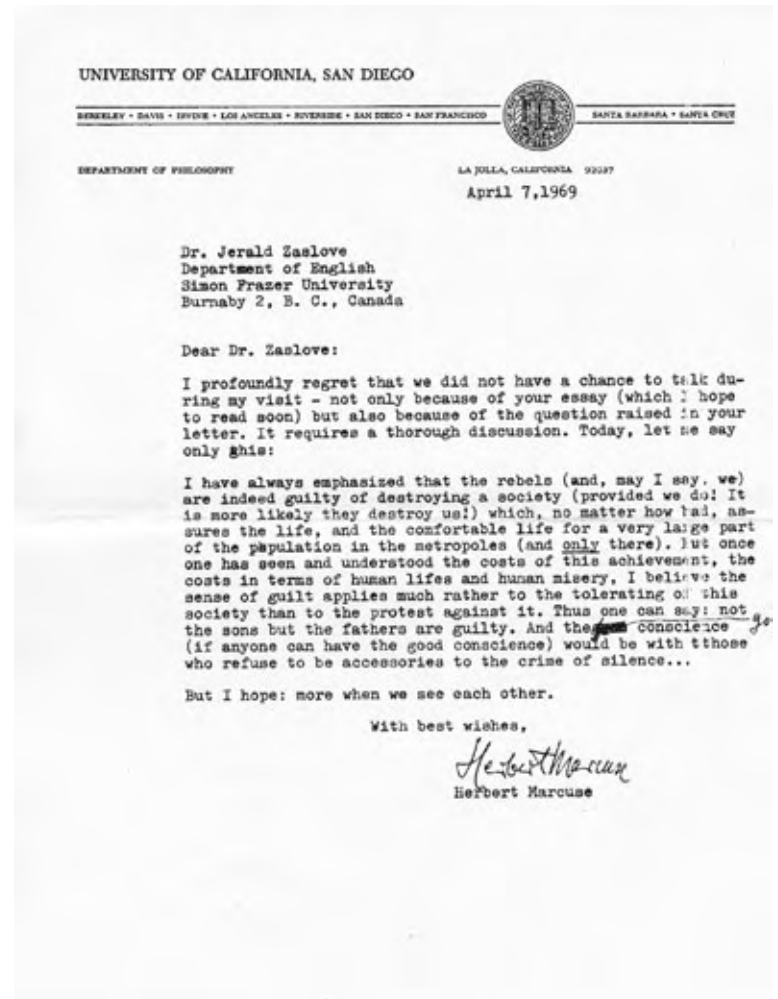 UNIVERSITY OF CALIFORNIA, SAN DIEGO
BERKELEY • DAVIS • IRVINE • LOS ANGELES • RIVERSIDE • SAN DIEGO • SAN FRANCISCO SANTA BARBARA • SANTA CRUZ
DEPARTMENT OF PHILOSOPHY LA JOLLA, CALIFORNIA 92037
April 7,1969
Dr. Jerald Zaslove
Department of English
Simon Frazer University
Burnaby 2, B. C., Canada
Dear Dr. Zaslove:
I profoundly regret that we did not have a chance to talk du-
ring my visit - not only because of your essay (which I hope
to read soon) but also because of the question raised in your
letter. It requires a thorough discussion. Today, let me say
only this:
I have always emphasized that the rebels (and, may I say, we)
are indeed guilty of destroying a society (provided we do! It
is more likely they destroy us!) which, no matter how bad, as-
sures the life, and the comfortable life for a very large part
of the population in the metropoles (and only there). But once
one has seen and understood the costs of this achievement, the
costs in terms of human lifes and human misery, I believe the
sense of guilt applies much rather to the tolerating of this
society than to the protest against it. Thus one can say: not
the sons but the fathers are guilty. And the conscience
(if anyone can have the good conscience) would be with tthose
who refuse to be accessories to the crime of silence...
But I hope: more when we see each other.
With best wishes,
Herbert Marcuse
Herbert Marcuse